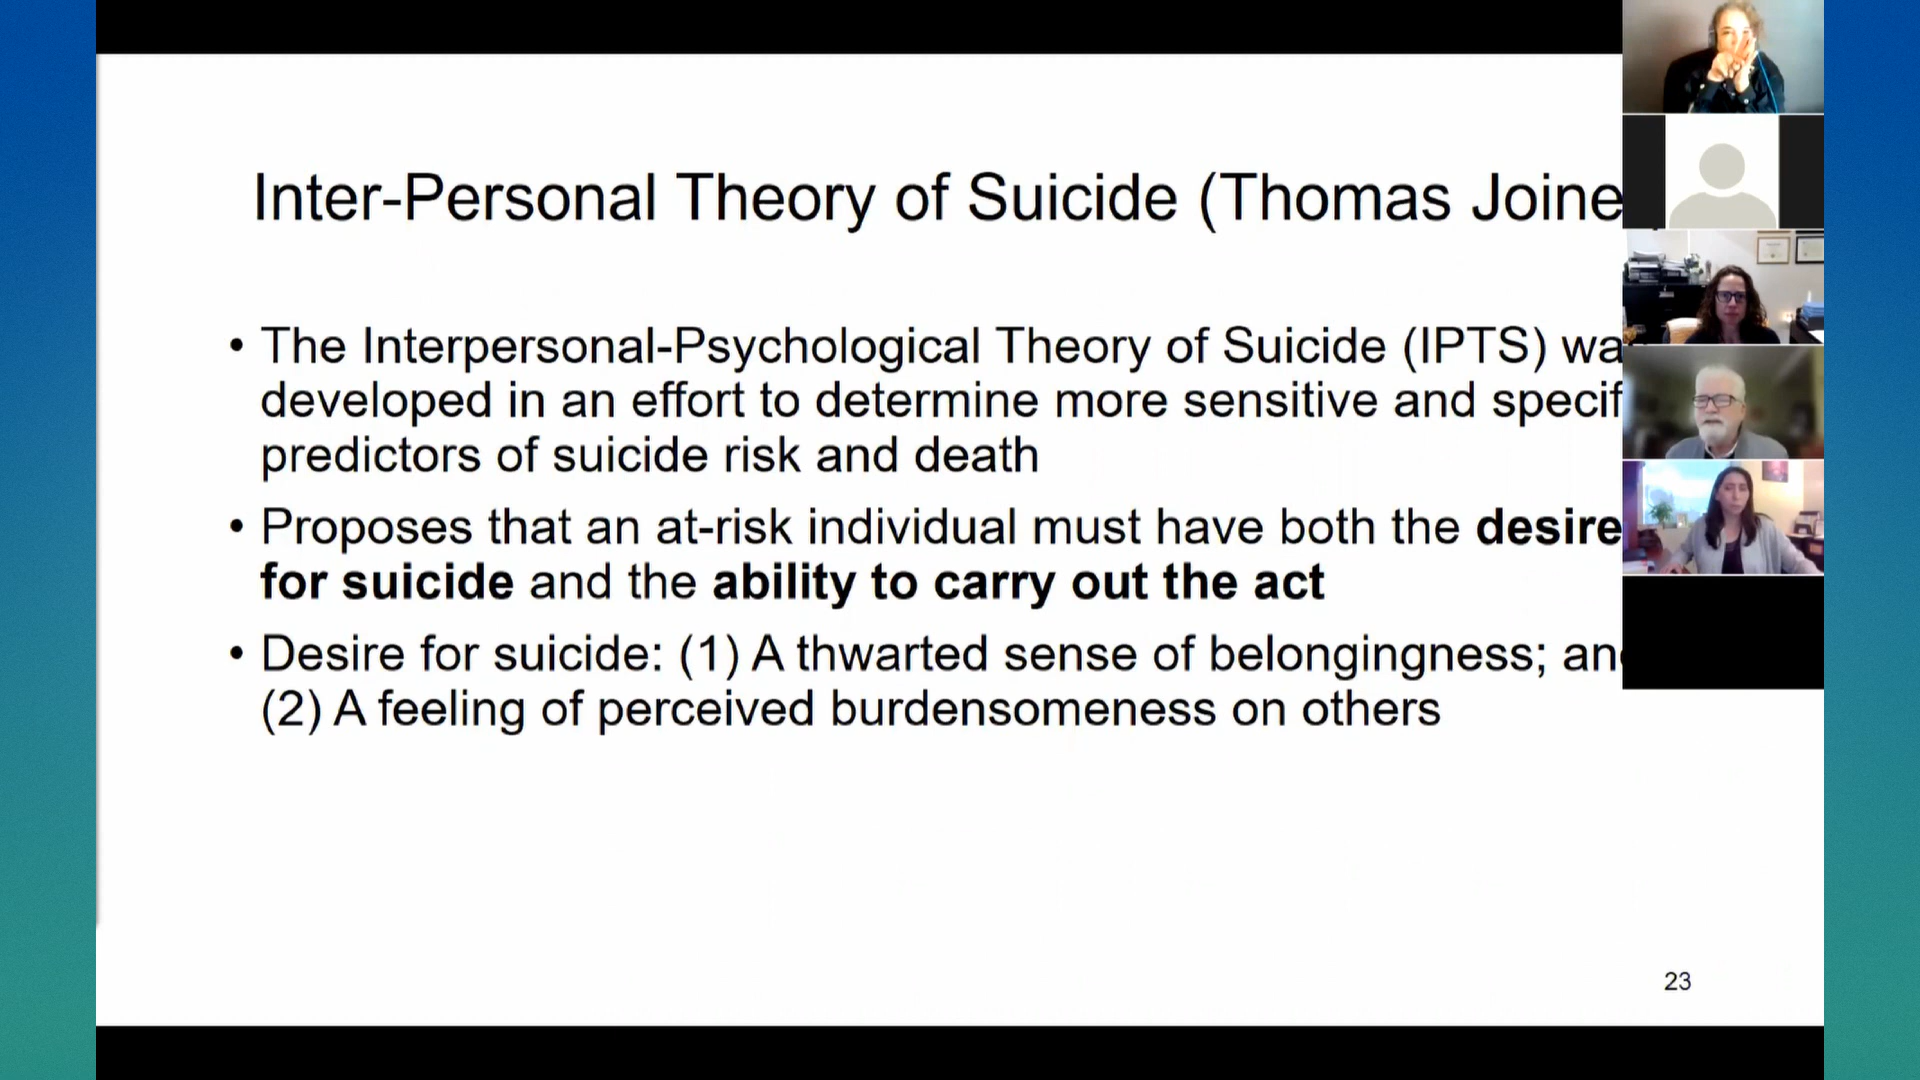 Inter-Personal Theory of Suicide (Thomas Joine
• The Interpersonal-Psychological Theory of Suicide (IPTS) wa
developed in an effort to determine more sensitive and specif
predictors of suicide risk and death
• Proposes that an at-risk individual must have both the desire
for suicide and the ability to carry out the act
• Desire for suicide: (1) A thwarted sense of belongingness; an
(2) A feeling of perceived burdensomeness on others
23